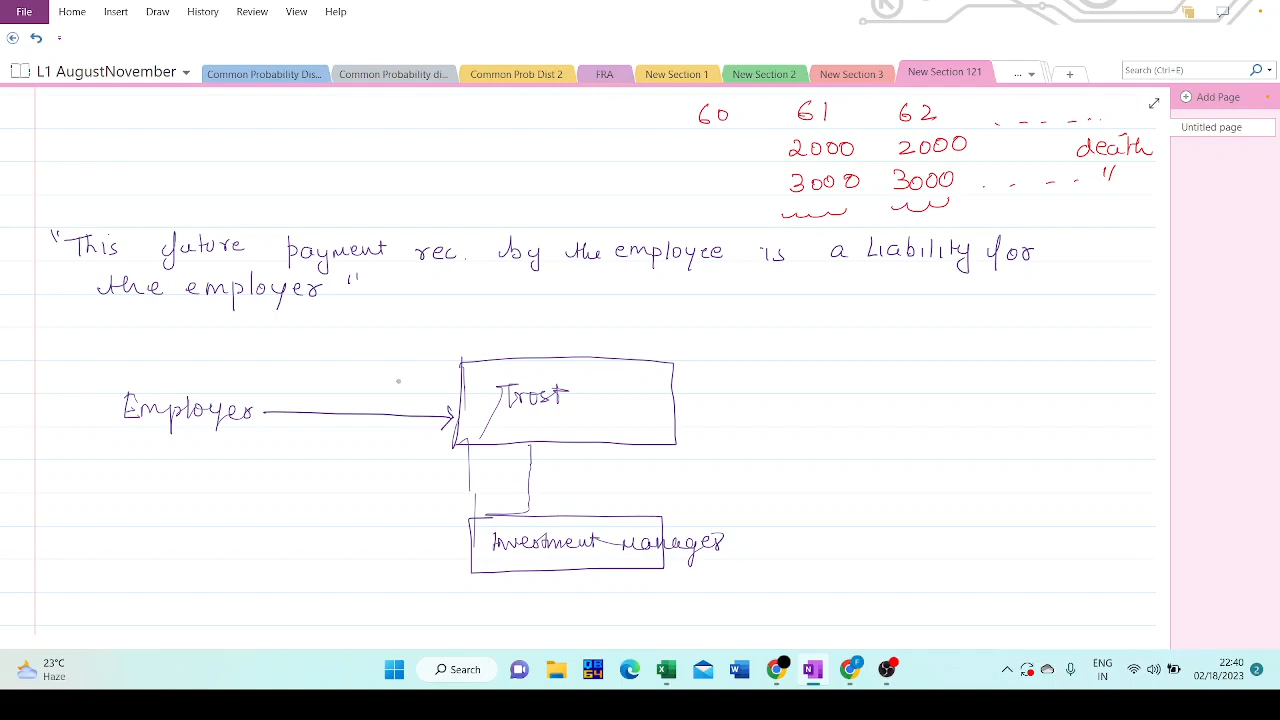 File Home Insert Draw History Review View Help
L1 AugustNovember Common Probability Dis... Common Probability di... Common Prob Dist 2 FRA New Section 1 New Section 2 New Section 3 New Section 121 ... + Search (Ctrl+E)
Add Page
Untitled page
60 61 62 . - - - - . .
2000 2000 death
3000 3000 . - . - - - "
"This future payment rec. by the employee is a Liability for
the employer"
Employer Trost
Investment Manager
23°C
Haze
Search
ENG
IN
22:40
02/18/2023
2